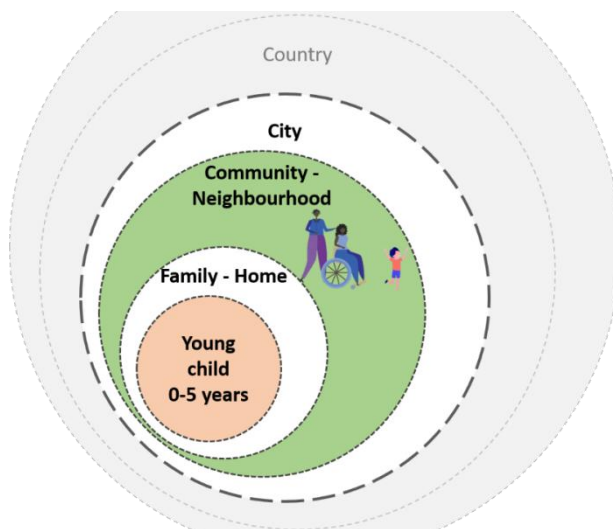 Country
City
Community -
Neighbourhood
Family - Home
Young
child
0-5 years